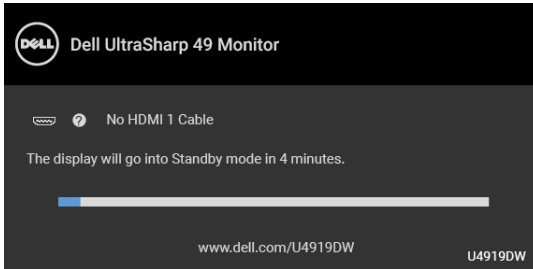 DELL
Dell UltraSharp 49 Monitor
? No HDMI 1 Cable
The display will go into Standby mode in 4 minutes.
www.dell.com/U4919DW
U4919DW